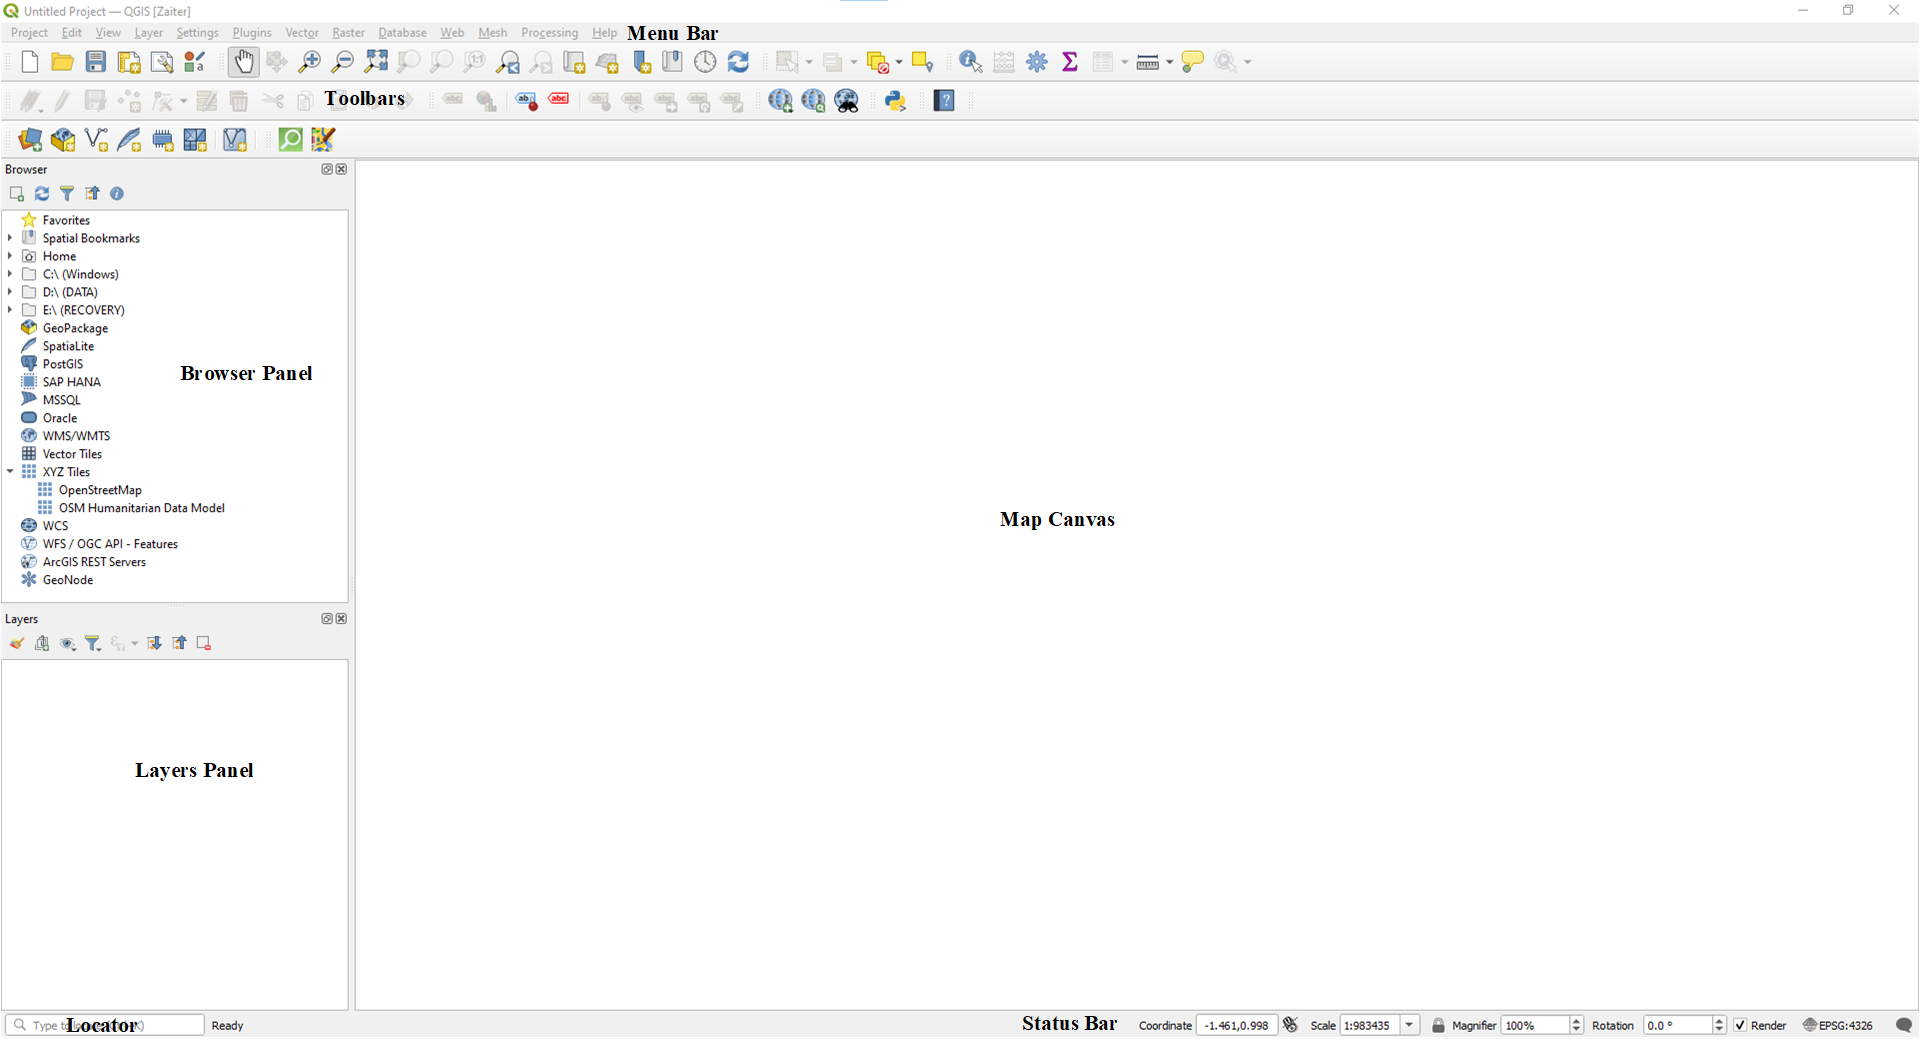 Untitled Project — QGIS [Zaiter]
Project Edit View Layer Settings Plugins Vector Raster Database Web Mesh Processing Help Menu Bar
Toolbars
Browser
Favorites
Spatial Bookmarks
Home
C:\ (Windows)
D:\ (DATA)
E:\ (RECOVERY)
GeoPackage
SpatiaLite
PostGIS
Browser Panel
SAP HANA
MSSQL
Oracle
WMS/WMTS
Vector Tiles
XYZ Tiles
OpenStreetMap
OSM Humanitarian Data Model
WCS
WFS / OGC API - Features
ArcGIS REST Servers
GeoNode
Map Canvas
Layers
Layers Panel
Type Locator Ready Status Bar Coordinate -1.461,0.998 Scale 1:983435 Magnifier 100% Rotation 0.0 ° Render EPSG:4326